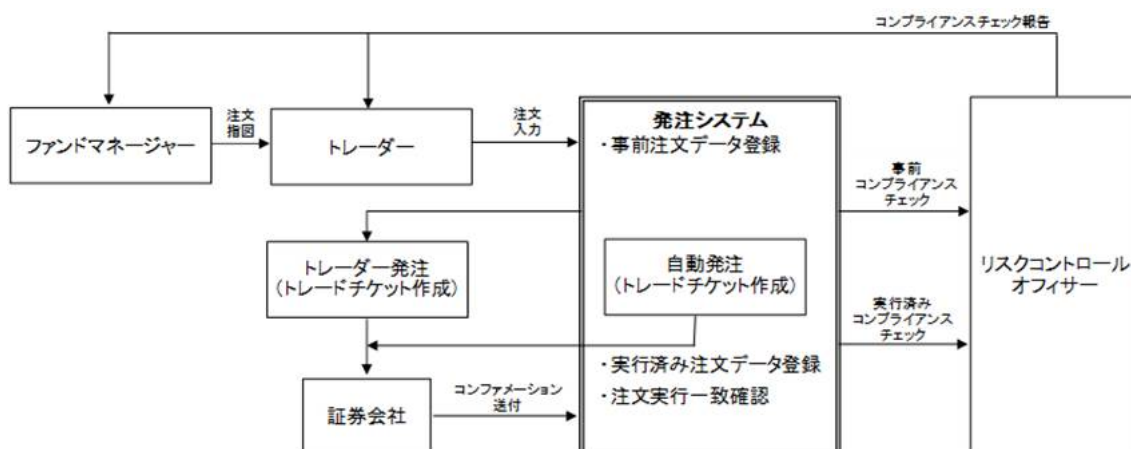 コンプライアンスチェック報告
ファンドマネージャー
注文
指図
トレーダー
注文
入力
発注システム
・事前注文データ登録
事前
コンプライアンス
チェック
トレーダー発注
（トレードチケット作成）
自動発注
（トレードチケット作成）
リスクコントロール
オフィサー
実行済み
コンプライアンス
チェック
・実行済み注文データ登録
・注文実行一致確認
証券会社
コンファメーション
送付